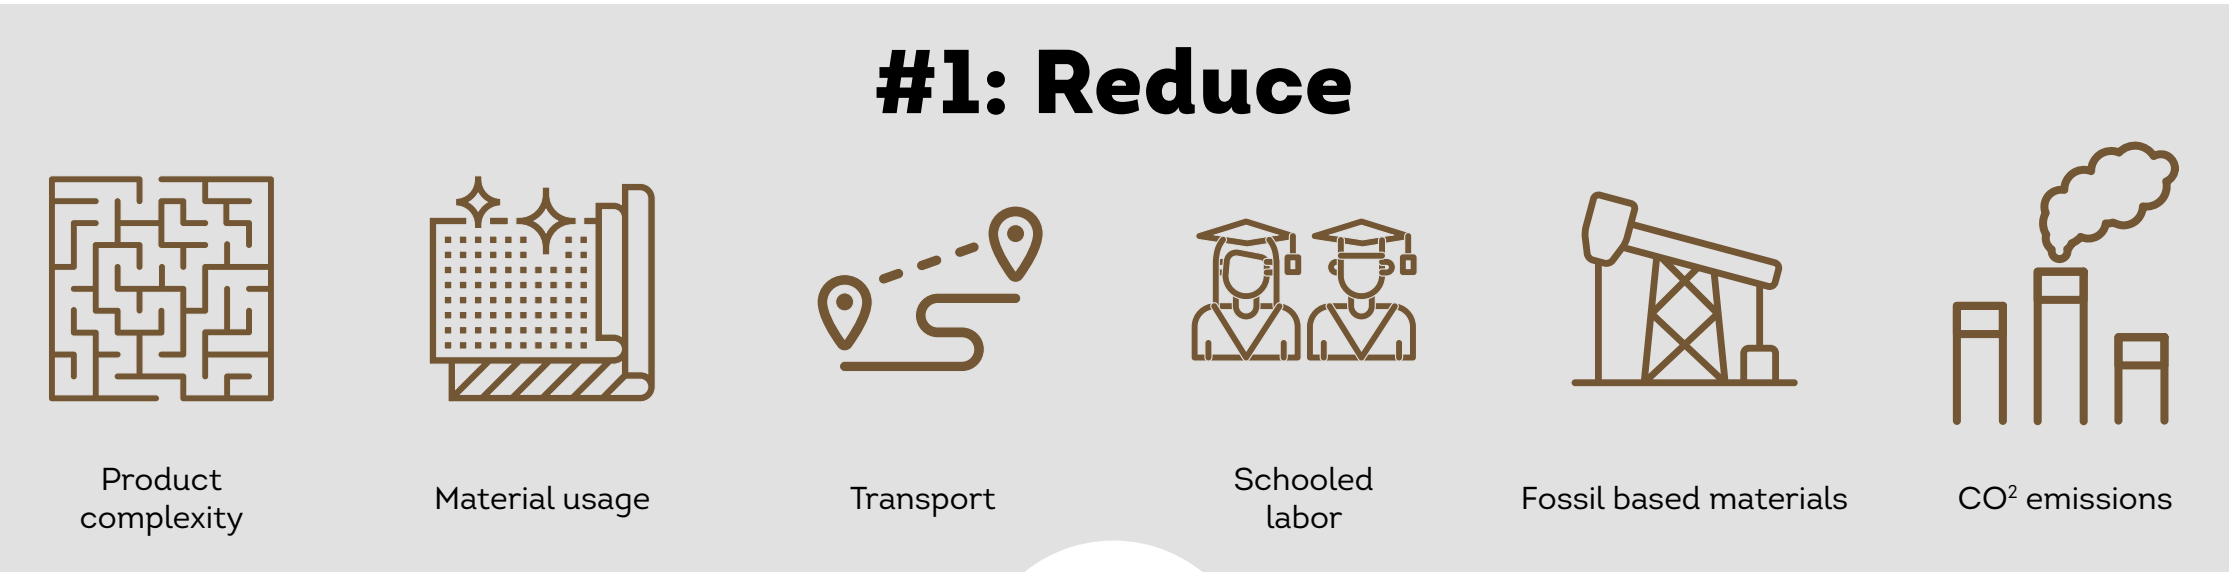 #1: Reduce
Product
complexity
Material usage
Transport
Schooled
labor
Fossil based materials
CO² emissions